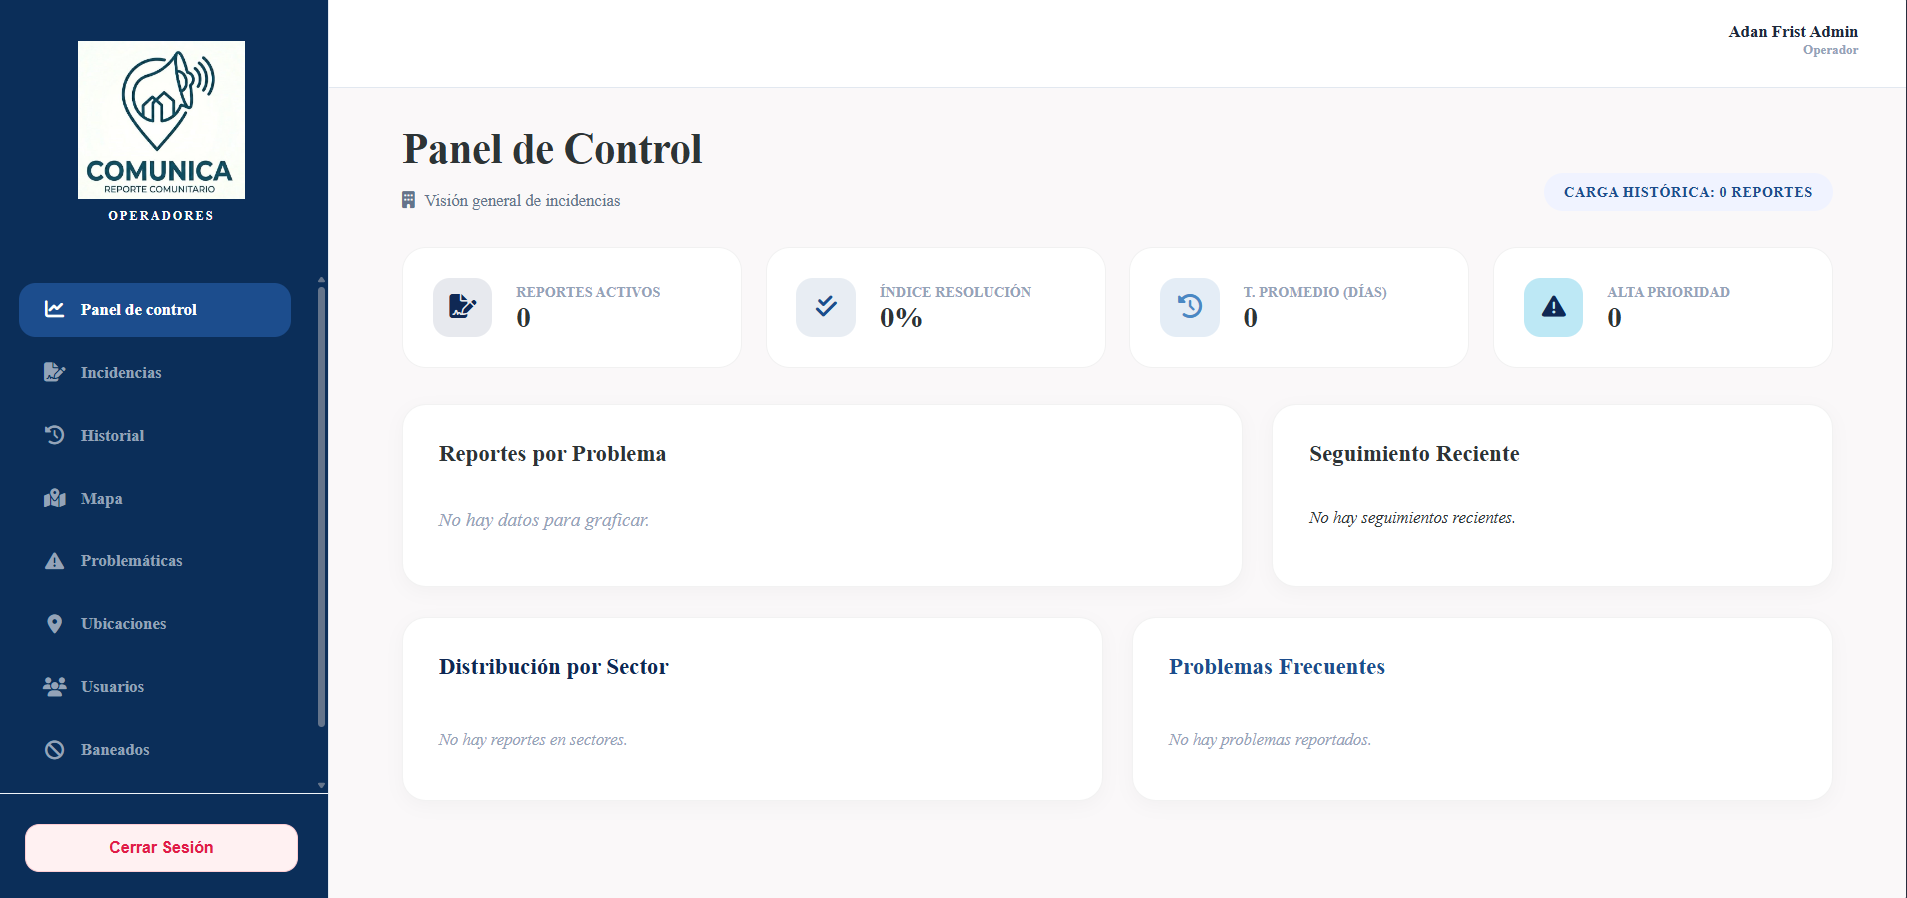 COMUNICA
REPORTE COMUNITARIO
OPERADORES
Panel de control
Incidencias
Historial
Mapa
Problemáticas
Ubicaciones
Usuarios
Baneados
Cerrar Sesión
Adan Frist Admin
Operador
Panel de Control
Visión general de incidencias
CARGA HISTÓRICA: 0 REPORTES
REPORTES ACTIVOS
0
ÍNDICE RESOLUCIÓN
0%
T. PROMEDIO (DÍAS)
0
ALTA PRIORIDAD
0
Reportes por Problema
No hay datos para graficar.
Seguimiento Reciente
No hay seguimientos recientes.
Distribución por Sector
No hay reportes en sectores.
Problemas Frecuentes
No hay problemas reportados.